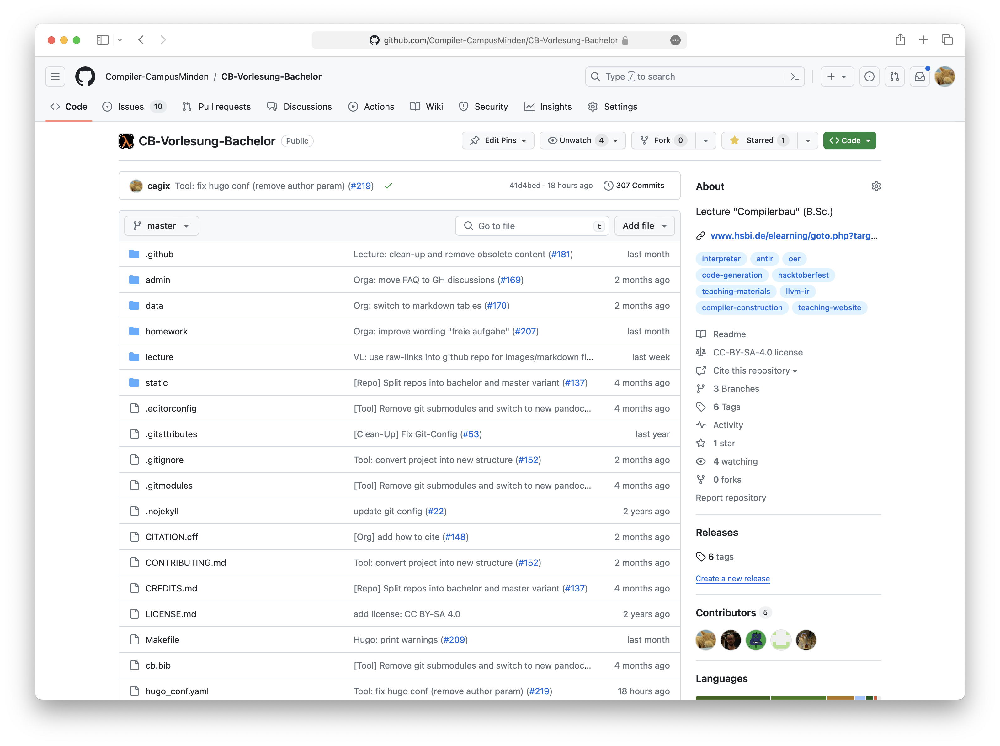 github.com/Compiler-CampusMinden/CB-Vorlesung-Bachelor
Compiler-CampusMinden / CB-Vorlesung-Bachelor
Type / to search
Code Issues 10 Pull requests Discussions Actions Wiki Security Insights Settings
CB-Vorlesung-Bachelor Public
Edit Pins Unwatch 4 Fork 0 Starred 1 Code
cagix Tool: fix hugo conf (remove author param) (#219) 41d4bed · 18 hours ago 307 Commits
master Go to file t Add file
.github Lecture: clean-up and remove obsolete content (#181) last month
admin Orga: move FAQ to GH discussions (#169) 2 months ago
data Org: switch to markdown tables (#170) 2 months ago
homework Orga: improve wording "freie aufgabe" (#207) last month
lecture VL: use raw-links into github repo for images/markdown fi... last week
static [Repo] Split repos into bachelor and master variant (#137) 4 months ago
.editorconfig [Tool] Remove git submodules and switch to new pandoc... 4 months ago
.gitattributes [Clean-Up] Fix Git-Config (#53) last year
.gitignore Tool: convert project into new structure (#152) 2 months ago
.gitmodules [Tool] Remove git submodules and switch to new pandoc... 4 months ago
.nojekyll update git config (#22) 2 years ago
CITATION.cff [Org] add how to cite (#148) 2 months ago
CONTRIBUTING.md Tool: convert project into new structure (#152) 2 months ago
CREDITS.md [Repo] Split repos into bachelor and master variant (#137) 4 months ago
LICENSE.md add license: CC BY-SA 4.0 2 years ago
Makefile Hugo: print warnings (#209) last month
cb.bib [Tool] Remove git submodules and switch to new pandoc... 4 months ago
hugo_conf.yaml Tool: fix hugo conf (remove author param) (#219) 18 hours ago
About
Lecture "Compilerbau" (B.Sc.)
www.hsbi.de/elearning/goto.php?targ...
interpreter antlr oer
code-generation hacktoberfest
teaching-materials llvm-ir
compiler-construction teaching-website
Readme
CC-BY-SA-4.0 license
Cite this repository
3 Branches
6 Tags
Activity
1 star
4 watching
0 forks
Report repository
Releases
6 tags
Create a new release
Contributors 5
Languages